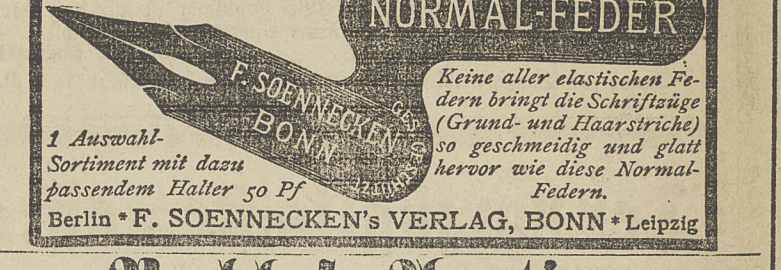 NORMAL-FEDER
F. SOENNECKEN
BONN
GES. GESCHÜTZT
Keine aller elastischen Fe-
dern bringt die Schriftzüge
(Grund- und Haarstriche)
so geschmeidig und glatt
hervor wie diese Normal-
Federn.
1 Auswahl-
Sortiment mit dazu
passendem Halter 50 Pf
Berlin * F. SOENNECKEN's VERLAG, BONN * Leipzig